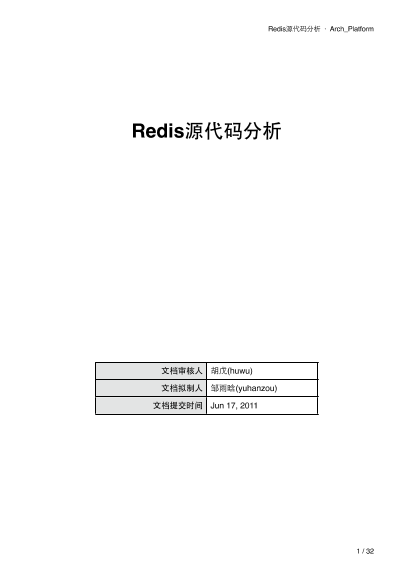 Redis源代码分析 · Arch_Platform
Redis源代码分析
文档审核人 胡戊(huwu)
文档拟制人 邹雨晗(yuhanzou)
文档提交时间 Jun 17, 2011
1 / 32